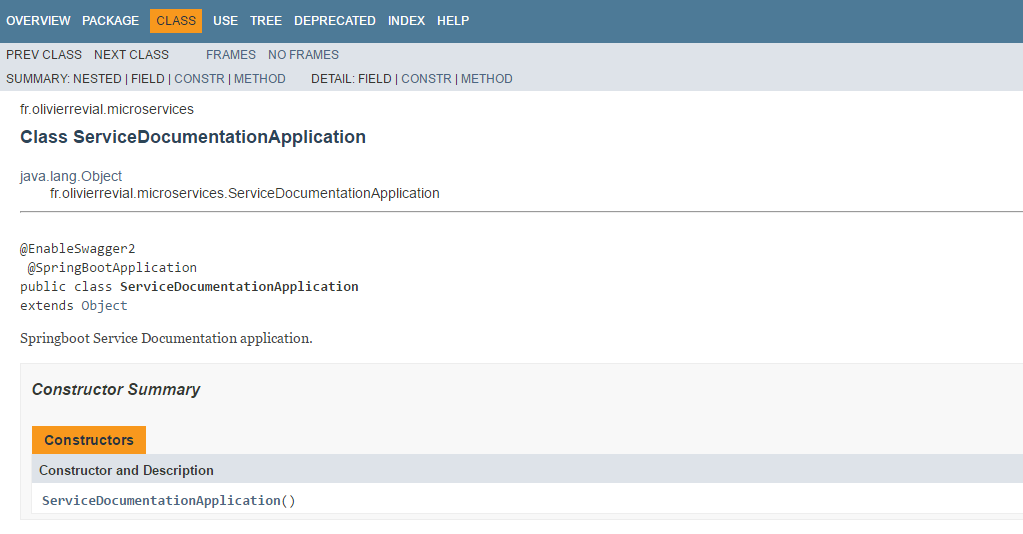 OVERVIEW PACKAGE CLASS USE TREE DEPRECATED INDEX HELP
PREV CLASS NEXT CLASS FRAMES NO FRAMES
SUMMARY: NESTED | FIELD | CONSTR | METHOD DETAIL: FIELD | CONSTR | METHOD
fr.olivierrevial.microservices
Class ServiceDocumentationApplication
java.lang.Object
fr.olivierrevial.microservices.ServiceDocumentationApplication
@EnableSwagger2
@SpringBootApplication
public class ServiceDocumentationApplication
extends Object
Springboot Service Documentation application.
Constructor Summary
Constructors
Constructor and Description
ServiceDocumentationApplication()